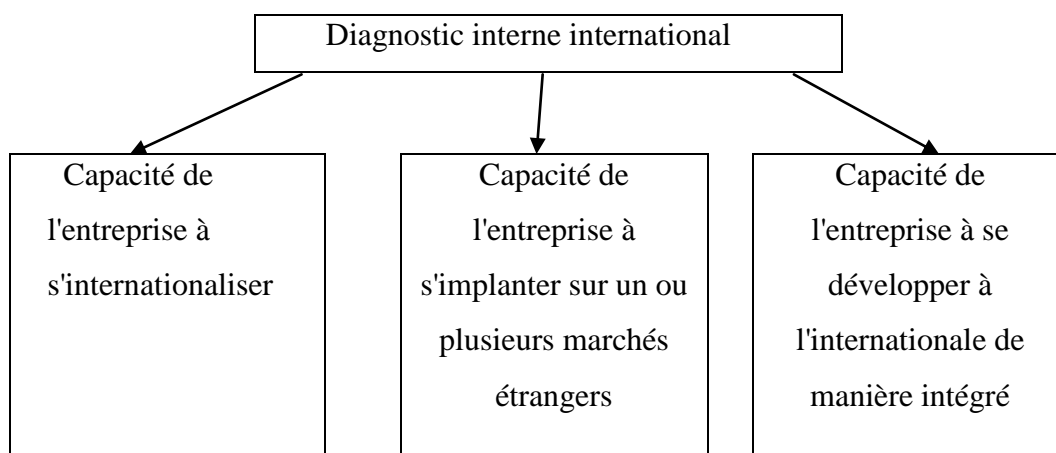 Diagnostic interne international
Capacité de
l'entreprise à
s'internationaliser
Capacité de
l'entreprise à
s'implanter sur un ou
plusieurs marchés
étrangers
Capacité de
l'entreprise à se
développer à
l'internationale de
manière intégré